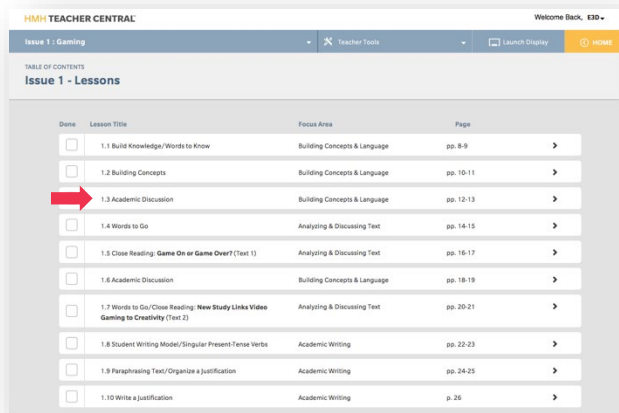 HMH TEACHER CENTRAL Welcome Back, E3D
Issue 1 : Gaming Teacher Tools Launch Display HOME
TABLE OF CONTENTS
Issue 1 - Lessons
Done Lesson Title Focus Area Page
1.1 Build Knowledge/Words to Know Building Concepts & Language pp. 8-9
1.2 Building Concepts Building Concepts & Language pp. 10-11
1.3 Academic Discussion Building Concepts & Language pp. 12-13
1.4 Words to Go Analyzing & Discussing Text pp. 14-15
1.5 Close Reading: Game On or Game Over? (Text 1) Analyzing & Discussing Text pp. 16-17
1.6 Academic Discussion Building Concepts & Language pp. 18-19
1.7 Words to Go/Close Reading: New Study Links Video Analyzing & Discussing Text pp. 20-21
Gaming to Creativity (Text 2)
1.8 Student Writing Model/Singular Present-Tense Verbs Academic Writing pp. 22-23
1.9 Paraphrasing Text/Organize a Justification Academic Writing pp. 24-25
1.10 Write a Justification Academic Writing p. 26